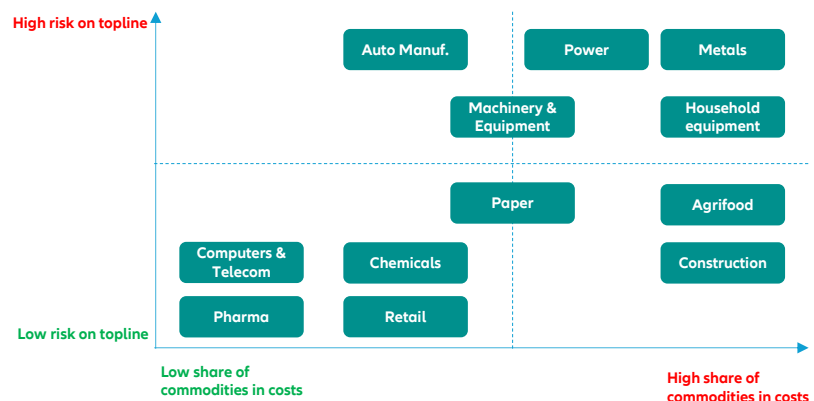 High risk on topline
Auto Manuf.
Power
Metals
Machinery &
Equipment
Household
equipment
Paper
Agrifood
Computers &
Telecom
Chemicals
Construction
Pharma
Retail
Low risk on topline
Low share of
commodities in costs
High share of
commodities in costs